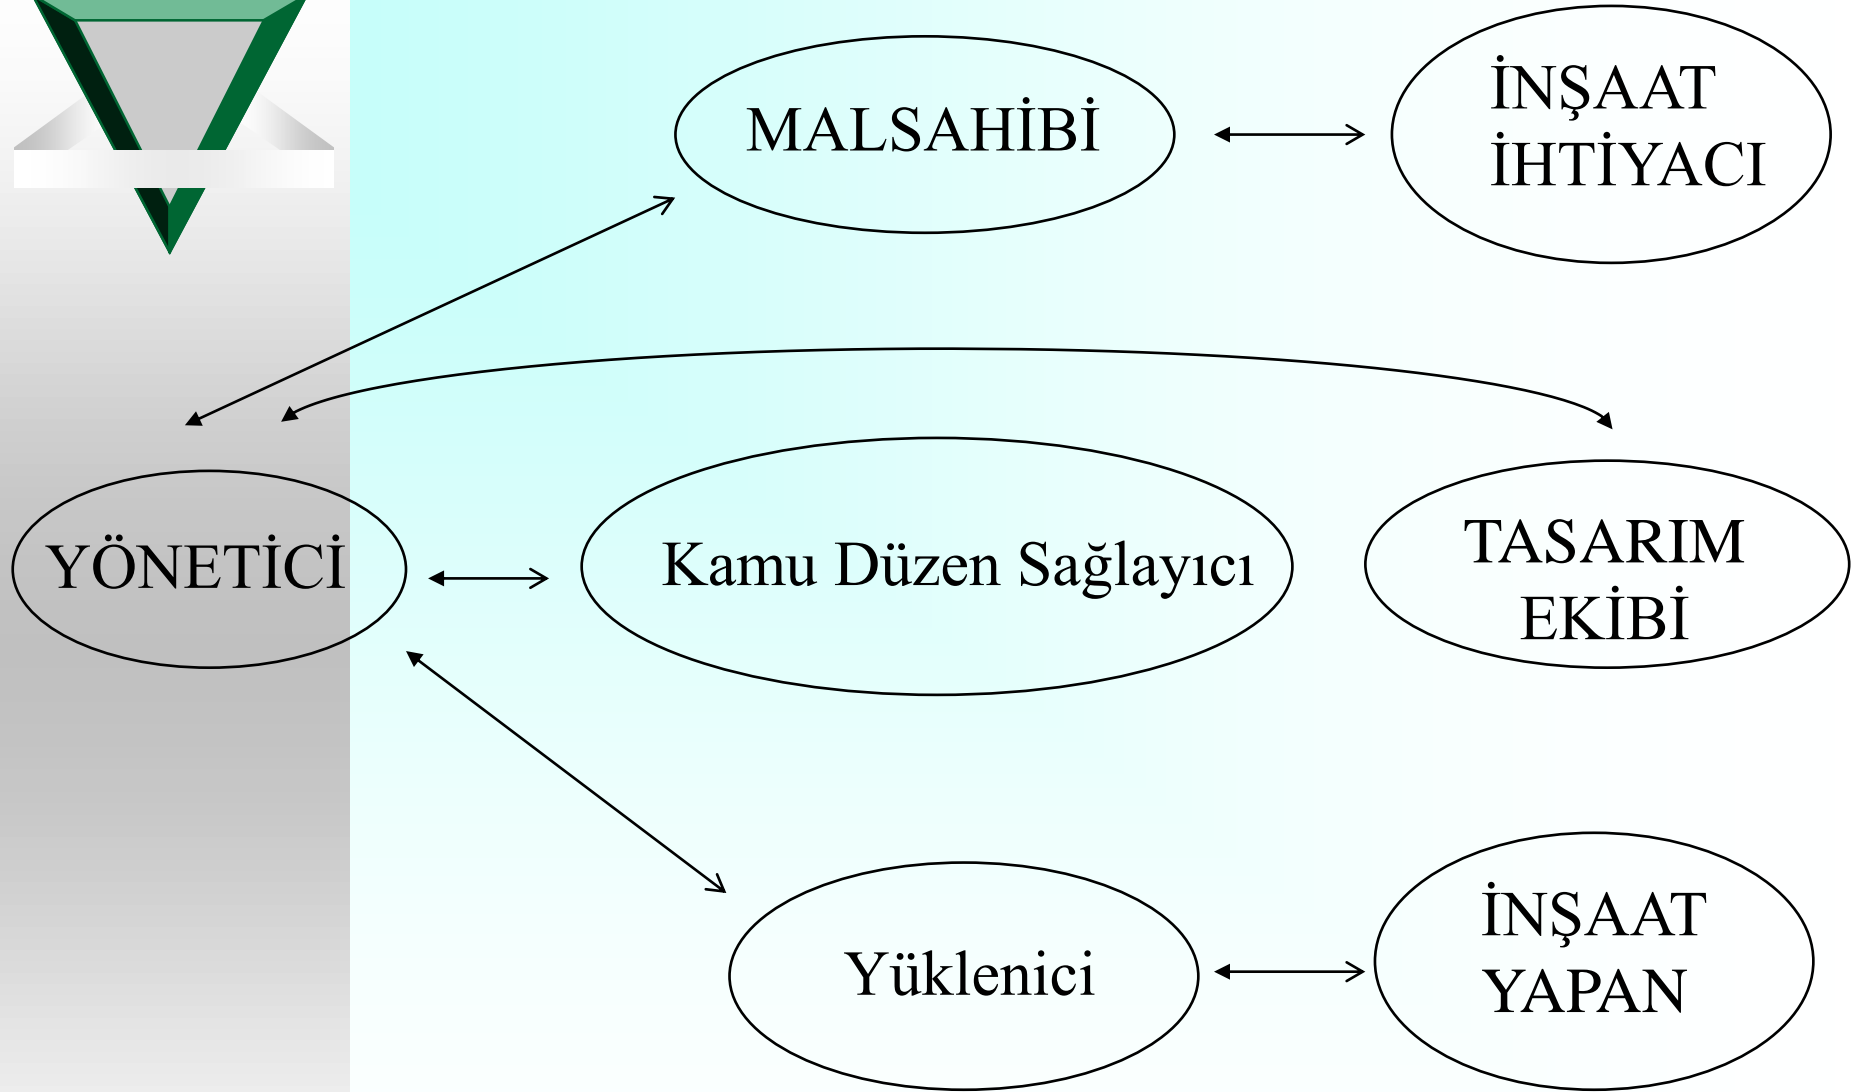 MALSAHİBİ
İNŞAAT
İHTİYACI
YÖNETİCİ
Kamu Düzen Sağlayıcı
TASARIM
EKİBİ
Yüklenici
İNŞAAT
YAPAN